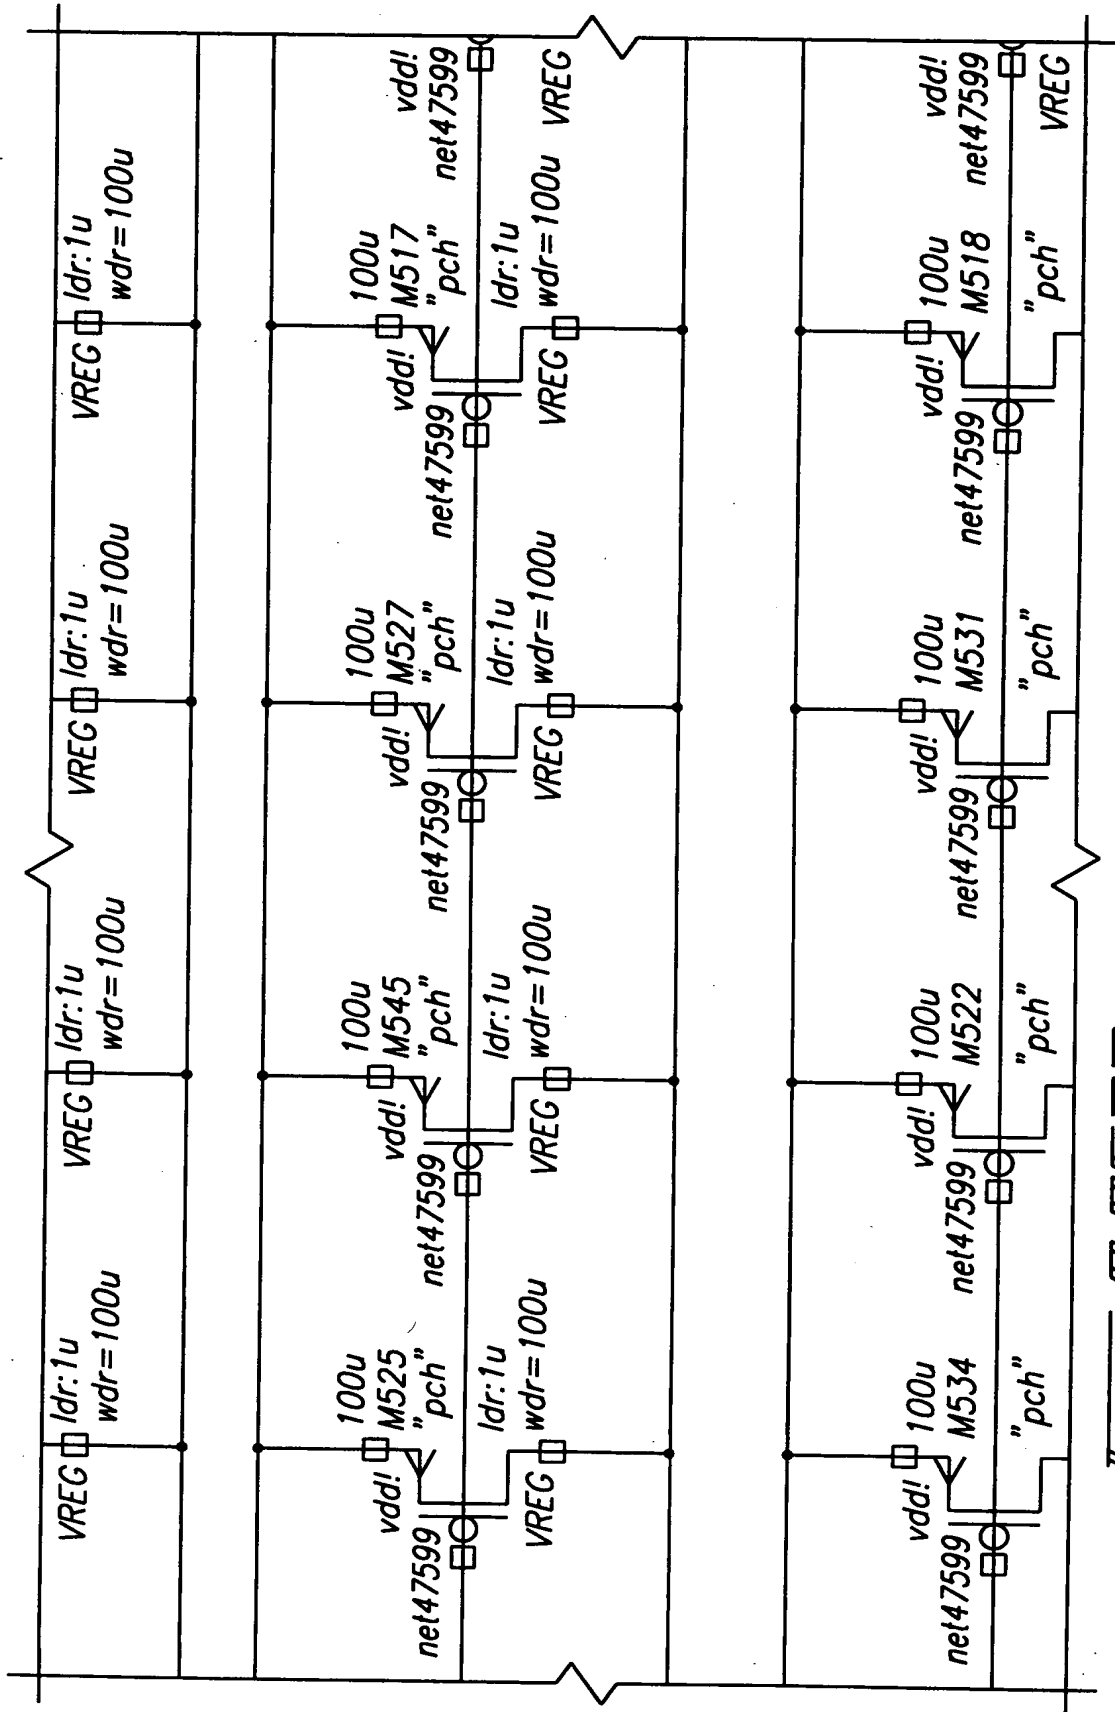 VREG
ldr:1u
wdr=100u
VREG
ldr:1u
wdr=100u
VREG
ldr:1u
wdr=100u
VREG
ldr:1u
wdr=100u
100u
M525
"pch"
vdd!
net47599
ldr:1u
wdr=100u
VREG
100u
M545
"pch"
vdd!
net47599
ldr:1u
wdr=100u
VREG
100u
M527
"pch"
vdd!
net47599
ldr:1u
wdr=100u
VREG
100u
M517
"pch"
vdd!
net47599
ldr:1u
wdr=100u
VREG
vdd!
net47599
VREG
100u
M534
"pch"
vdd!
net47599
100u
M522
"pch"
vdd!
net47599
100u
M531
"pch"
vdd!
net47599
100u
M518
"pch"
vdd!
net47599
vdd!
net47599
VREG